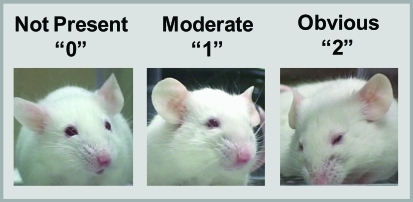 Not Present
"0"
Moderate
"1"
Obvious
"2"